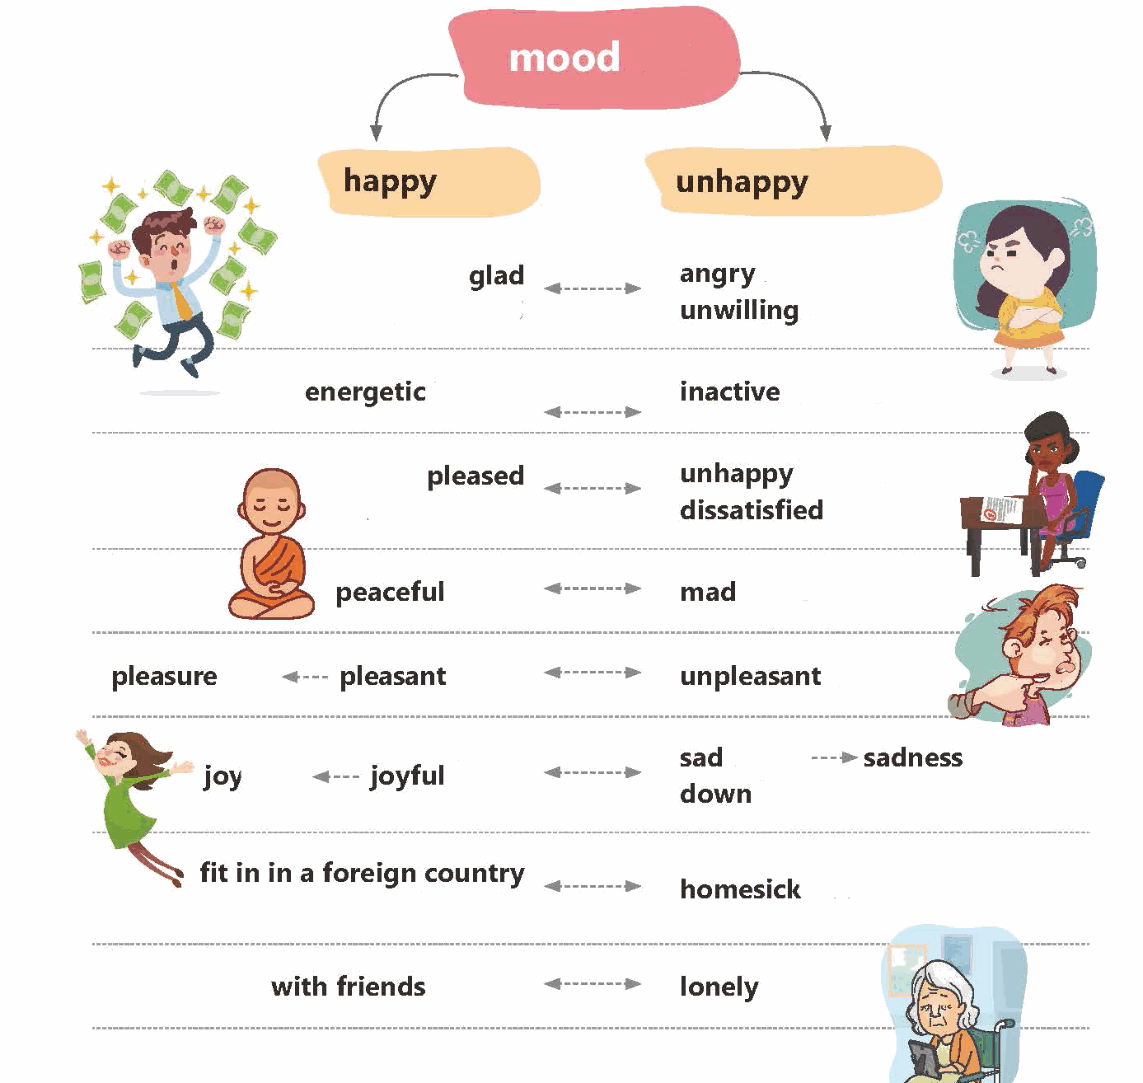 mood
happy
unhappy
glad
angry
unwilling
energetic
inactive
pleased
unhappy
dissatisfied
peaceful
mad
pleasure
pleasant
unpleasant
joy
joyful
sad
sadness
down
fit in in a foreign country
homesick
with friends
lonely